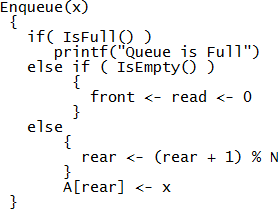 Enqueue(x)
{
if( IsFull() )
printf("Queue is Full")
else if ( IsEmpty() )
{
front <- read <- 0
}
else
{
rear <- (rear + 1) % N
}
A[rear] <- x
}